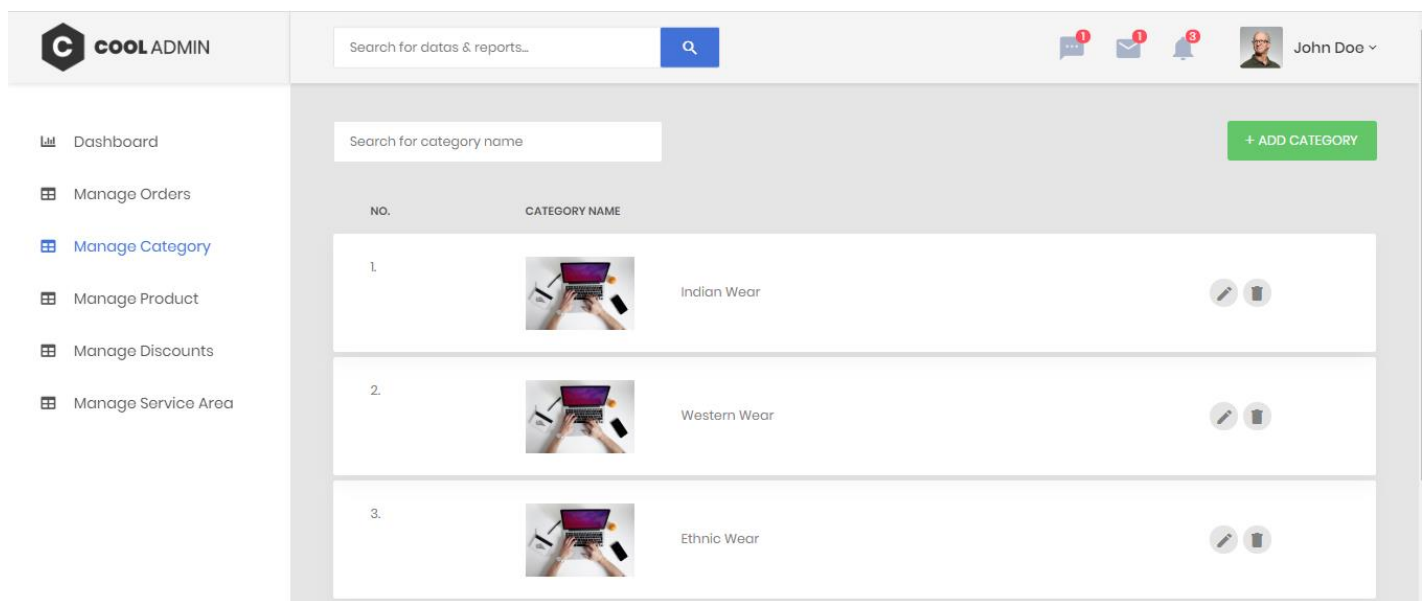 C COOL ADMIN
Search for datas & reports...
1
1
3
John Doe
Dashboard
Manage Orders
Manage Category
Manage Product
Manage Discounts
Manage Service Area
Search for category name
+ ADD CATEGORY
NO. CATEGORY NAME
1. Indian Wear
2. Western Wear
3. Ethnic Wear